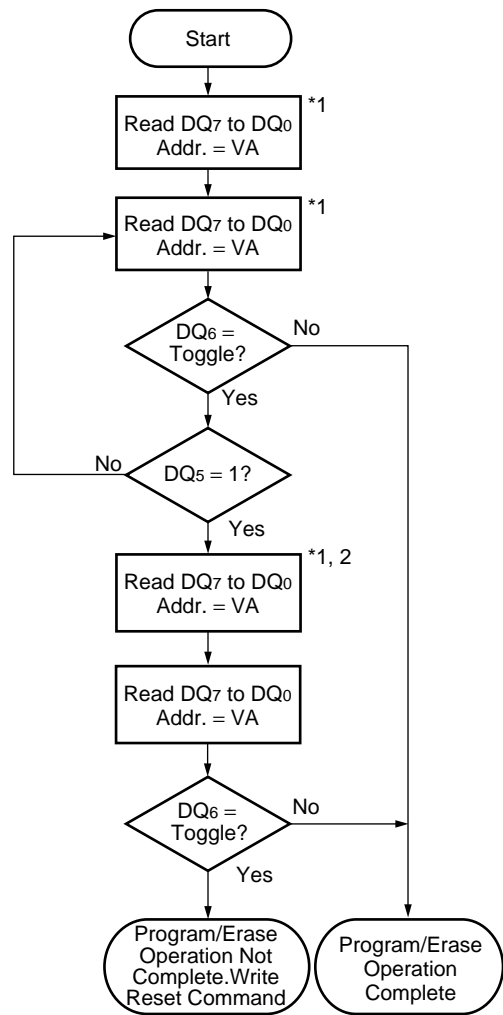 Start
*1
Read DQ7 to DQ0
Addr. = VA
*1
Read DQ7 to DQ0
Addr. = VA
DQ6 =
Toggle?
No
Yes
No
DQ5 = 1?
Yes
*1, 2
Read DQ7 to DQ0
Addr. = VA
Read DQ7 to DQ0
Addr. = VA
DQ6 =
Toggle?
No
Yes
Program/Erase
Operation Not
Complete.Write
Reset Command
Program/Erase
Operation
Complete